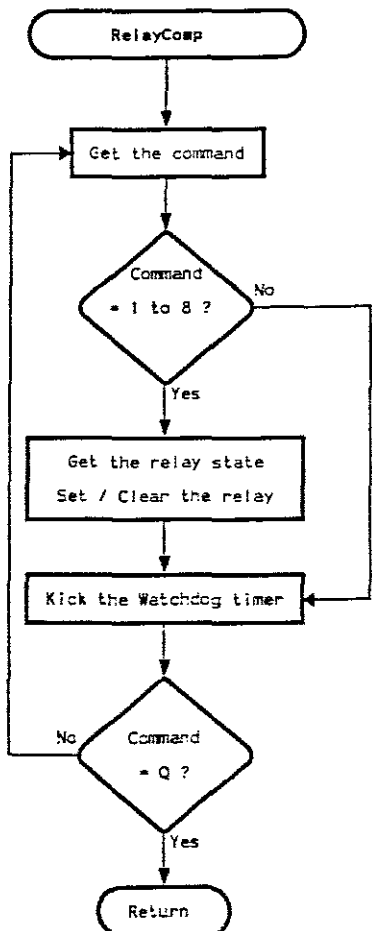 RelayComp
Get the command
Command
= 1 to 8 ?
No
Yes
Get the relay state
Set / Clear the relay
Kick the Watchdog timer
No
Command
= Q ?
Yes
Return